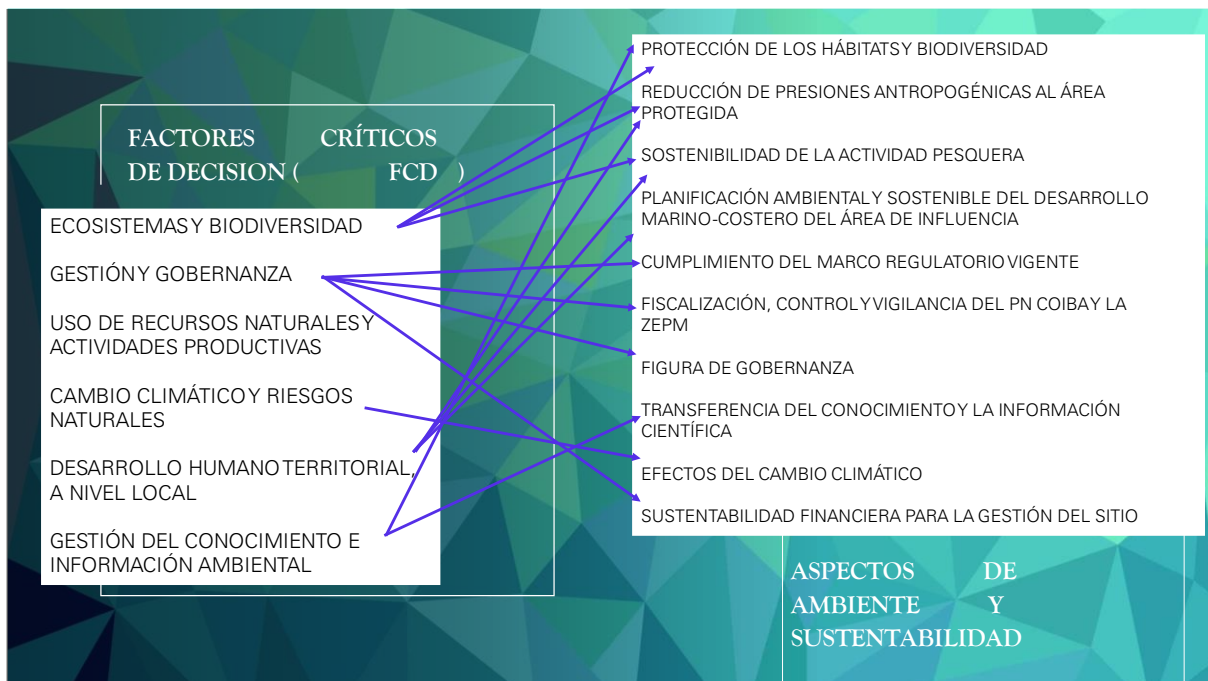 FACTORES CRÍTICOS
DE DECISION ( FCD )
ECOSISTEMAS Y BIODIVERSIDAD
GESTIÓN Y GOBERNANZA
USO DE RECURSOS NATURALES Y
ACTIVIDADES PRODUCTIVAS
CAMBIO CLIMÁTICO Y RIESGOS
NATURALES
DESARROLLO HUMANO TERRITORIAL,
A NIVEL LOCAL
GESTIÓN DEL CONOCIMIENTO E
INFORMACIÓN AMBIENTAL
PROTECCIÓN DE LOS HÁBITATS Y BIODIVERSIDAD
REDUCCIÓN DE PRESIONES ANTROPOGÉNICAS AL ÁREA
PROTEGIDA
SOSTENIBILIDAD DE LA ACTIVIDAD PESQUERA
PLANIFICACIÓN AMBIENTAL Y SOSTENIBLE DEL DESARROLLO
MARINO-COSTERO DEL ÁREA DE INFLUENCIA
CUMPLIMIENTO DEL MARCO REGULATORIO VIGENTE
FISCALIZACIÓN, CONTROL Y VIGILANCIA DEL PN COIBA Y LA
ZEPM
FIGURA DE GOBERNANZA
TRANSFERENCIA DEL CONOCIMIENTO Y LA INFORMACIÓN
CIENTÍFICA
EFECTOS DEL CAMBIO CLIMÁTICO
SUSTENTABILIDAD FINANCIERA PARA LA GESTIÓN DEL SITIO
ASPECTOS DE
AMBIENTE Y
SUSTENTABILIDAD